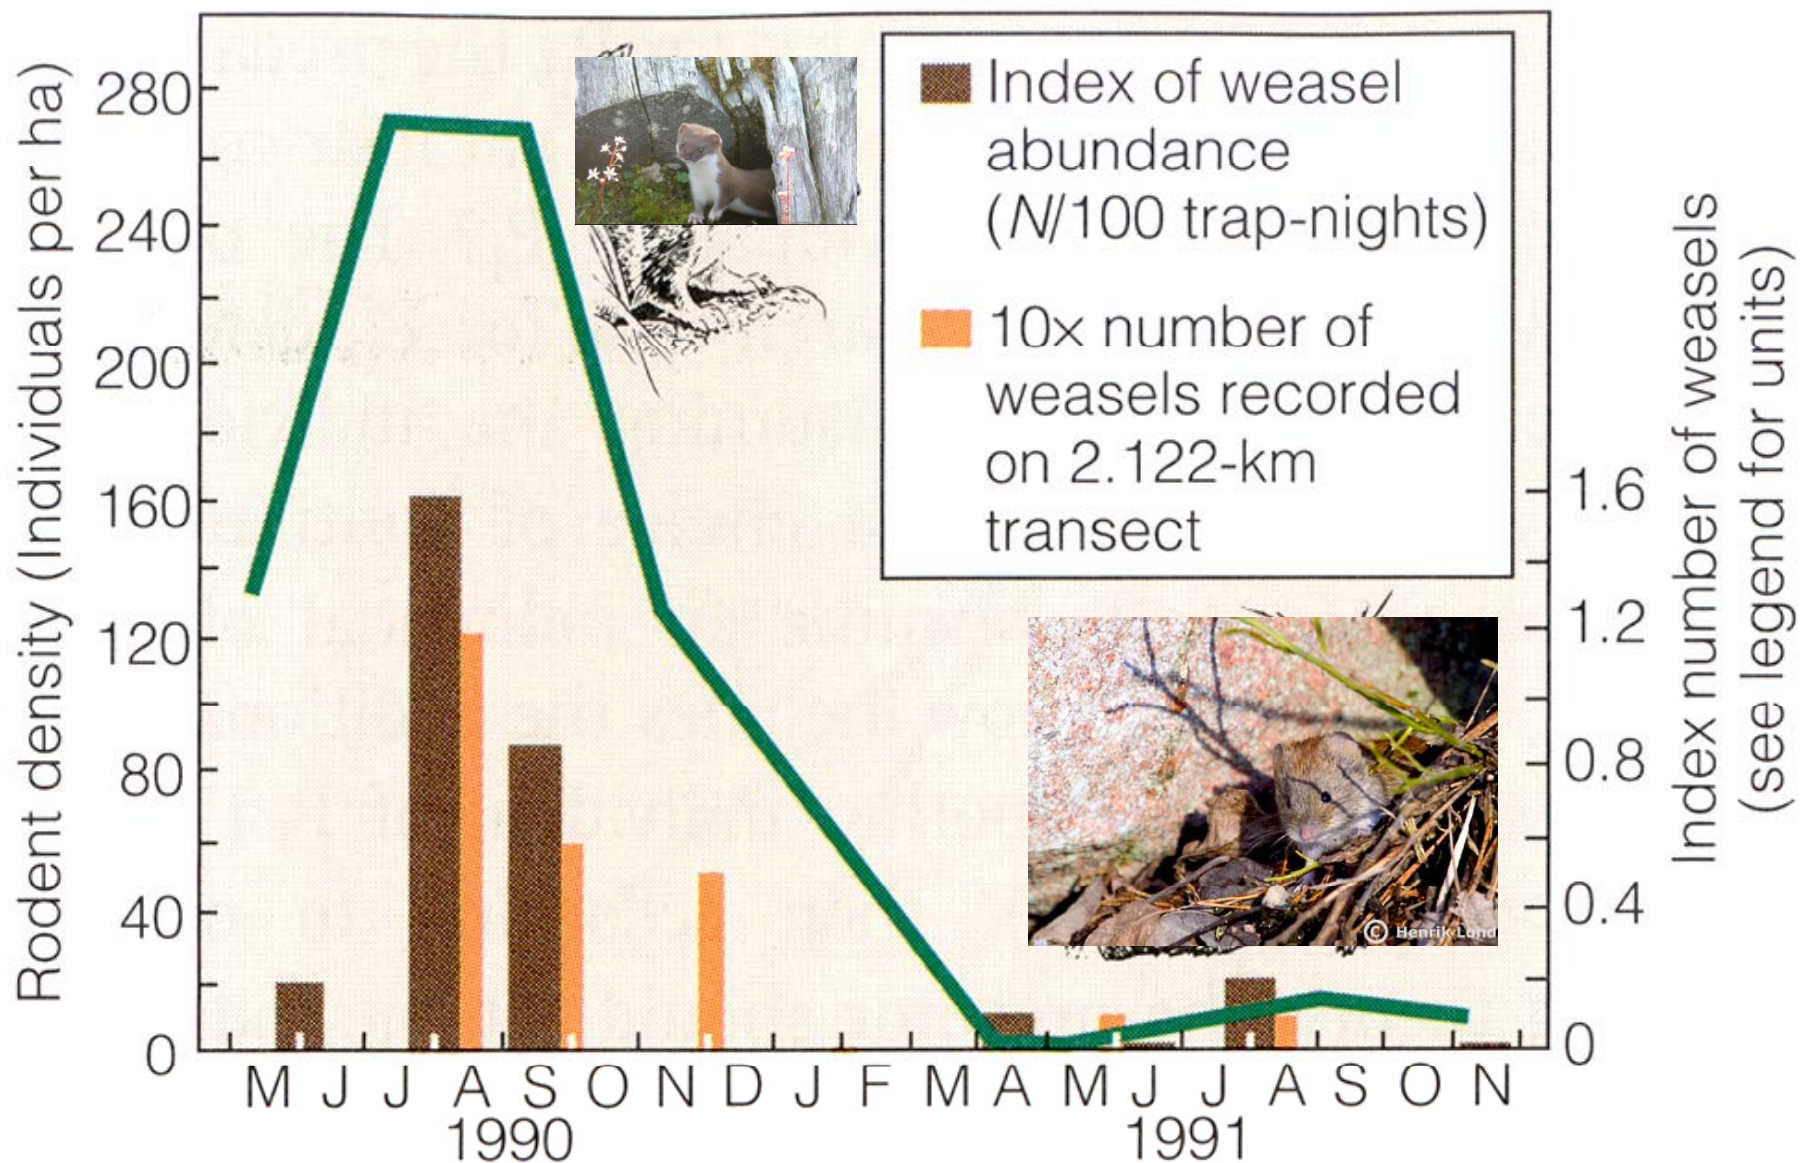 Rodent density (Individuals per ha)
280
240
200
160
120
80
40
0
Index of weasel
abundance
(N/100 trap-nights)
10x number of
weasels recorded
on 2.122-km
transect
1.6
1.2
0.8
0.4
0
Index number of weasels
(see legend for units)
© Henrik Lund
M J J A S O N D J F M A M J J A S O N
1990 1991